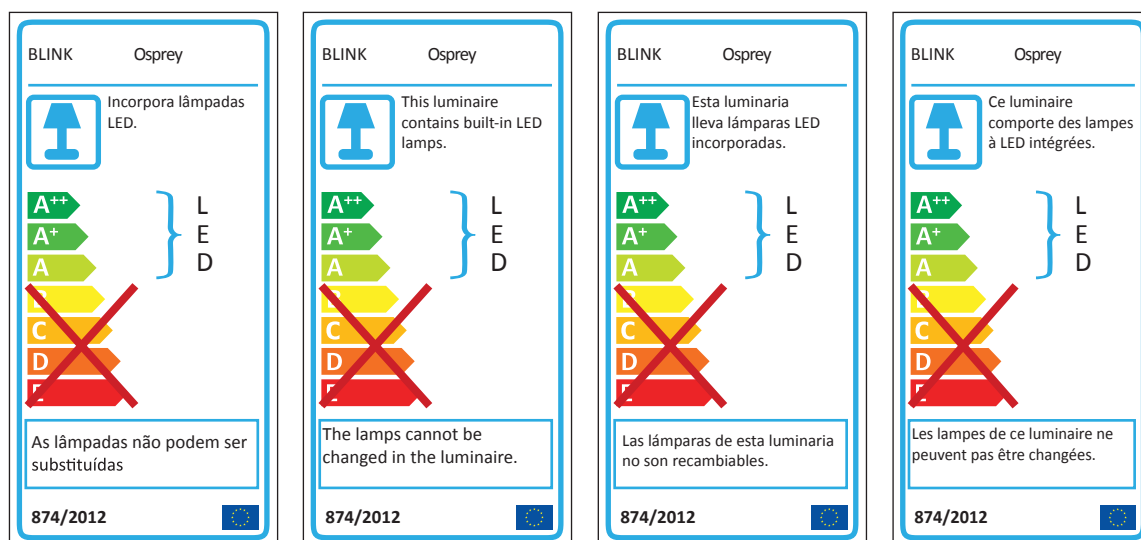 BLINK Osprey
Incorpora lâmpadas
LED.
A++
A+
A
B
C
D
E
L
E
D
As lâmpadas não podem ser
substituídas
874/2012
BLINK Osprey
This luminaire
contains built-in LED
lamps.
A++
A+
A
B
C
D
E
L
E
D
The lamps cannot be
changed in the luminaire.
874/2012
BLINK Osprey
Esta luminaria
lleva lámparas LED
incorporadas.
A++
A+
A
B
C
D
E
L
E
D
Las lámparas de esta luminaria
no son recambiables.
874/2012
BLINK Osprey
Ce luminaire
comporte des lampes
à LED intégrées.
A++
A+
A
B
C
D
E
L
E
D
Les lampes de ce luminaire ne
peuvent pas être changées.
874/2012